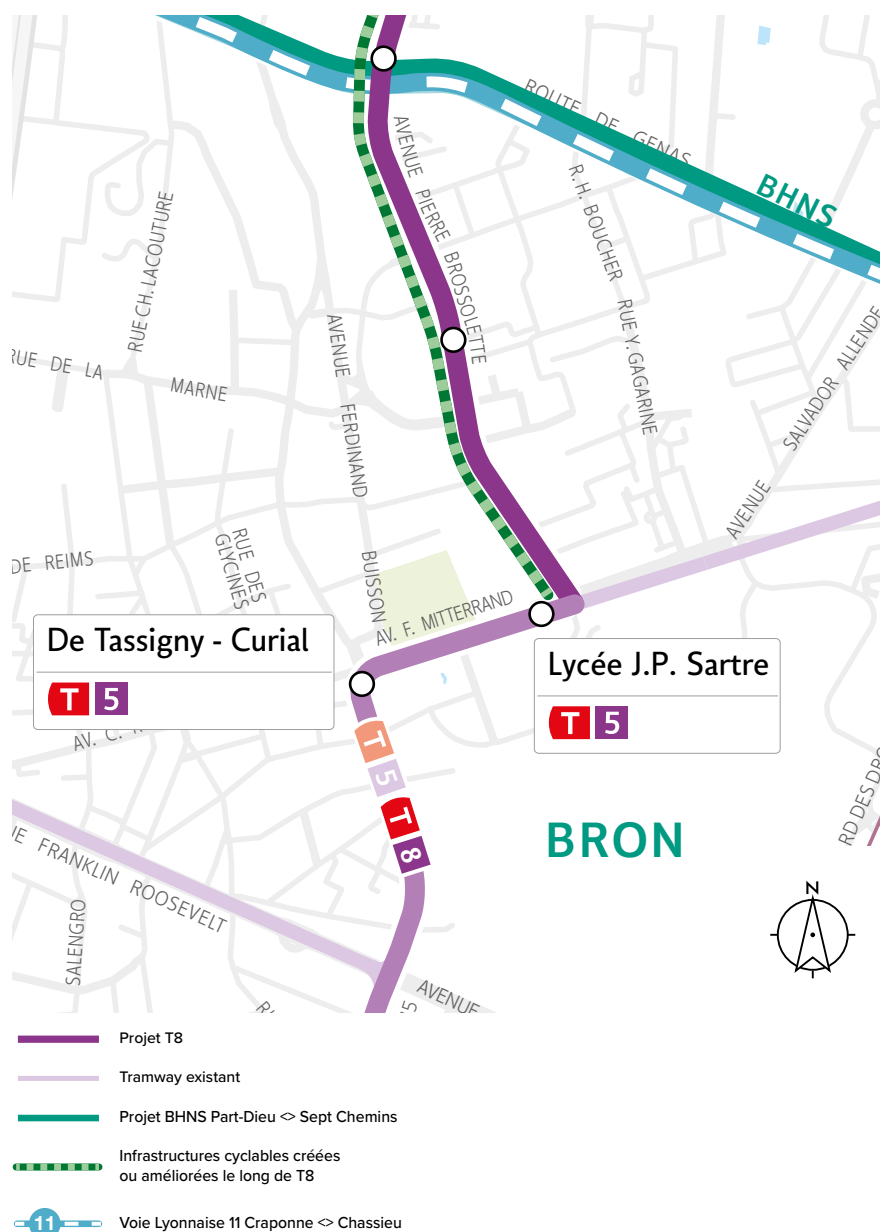 ROUTE DE GENAS
BHNS
AVENUE PIERRE BROSSOLETTE
R. H. BOUCHER
RUE Y. GAGARINE
RUE CH. LACOUTURE
RUE DE LA MARNE
AVENUE FERDINAND BUISSON
AVENUE SALVADOR ALLENDE
DE REIMS
RUE DES
GLYCINES
AV. F. MITTERRAND
De Tassigny - Curial
T 5
Lycée J.P. Sartre
T 5
AV. C.
T 5
T 8
BRON
RD DES
FRANKLIN ROOSEVELT
SALENGRO
AVENUE
N
Projet T8
Tramway existant
Projet BHNS Part-Dieu <> Sept Chemins
Infrastructures cyclables créées
ou améliorées le long de T8
11 Voie Lyonnaise 11 Craponne <> Chassieu